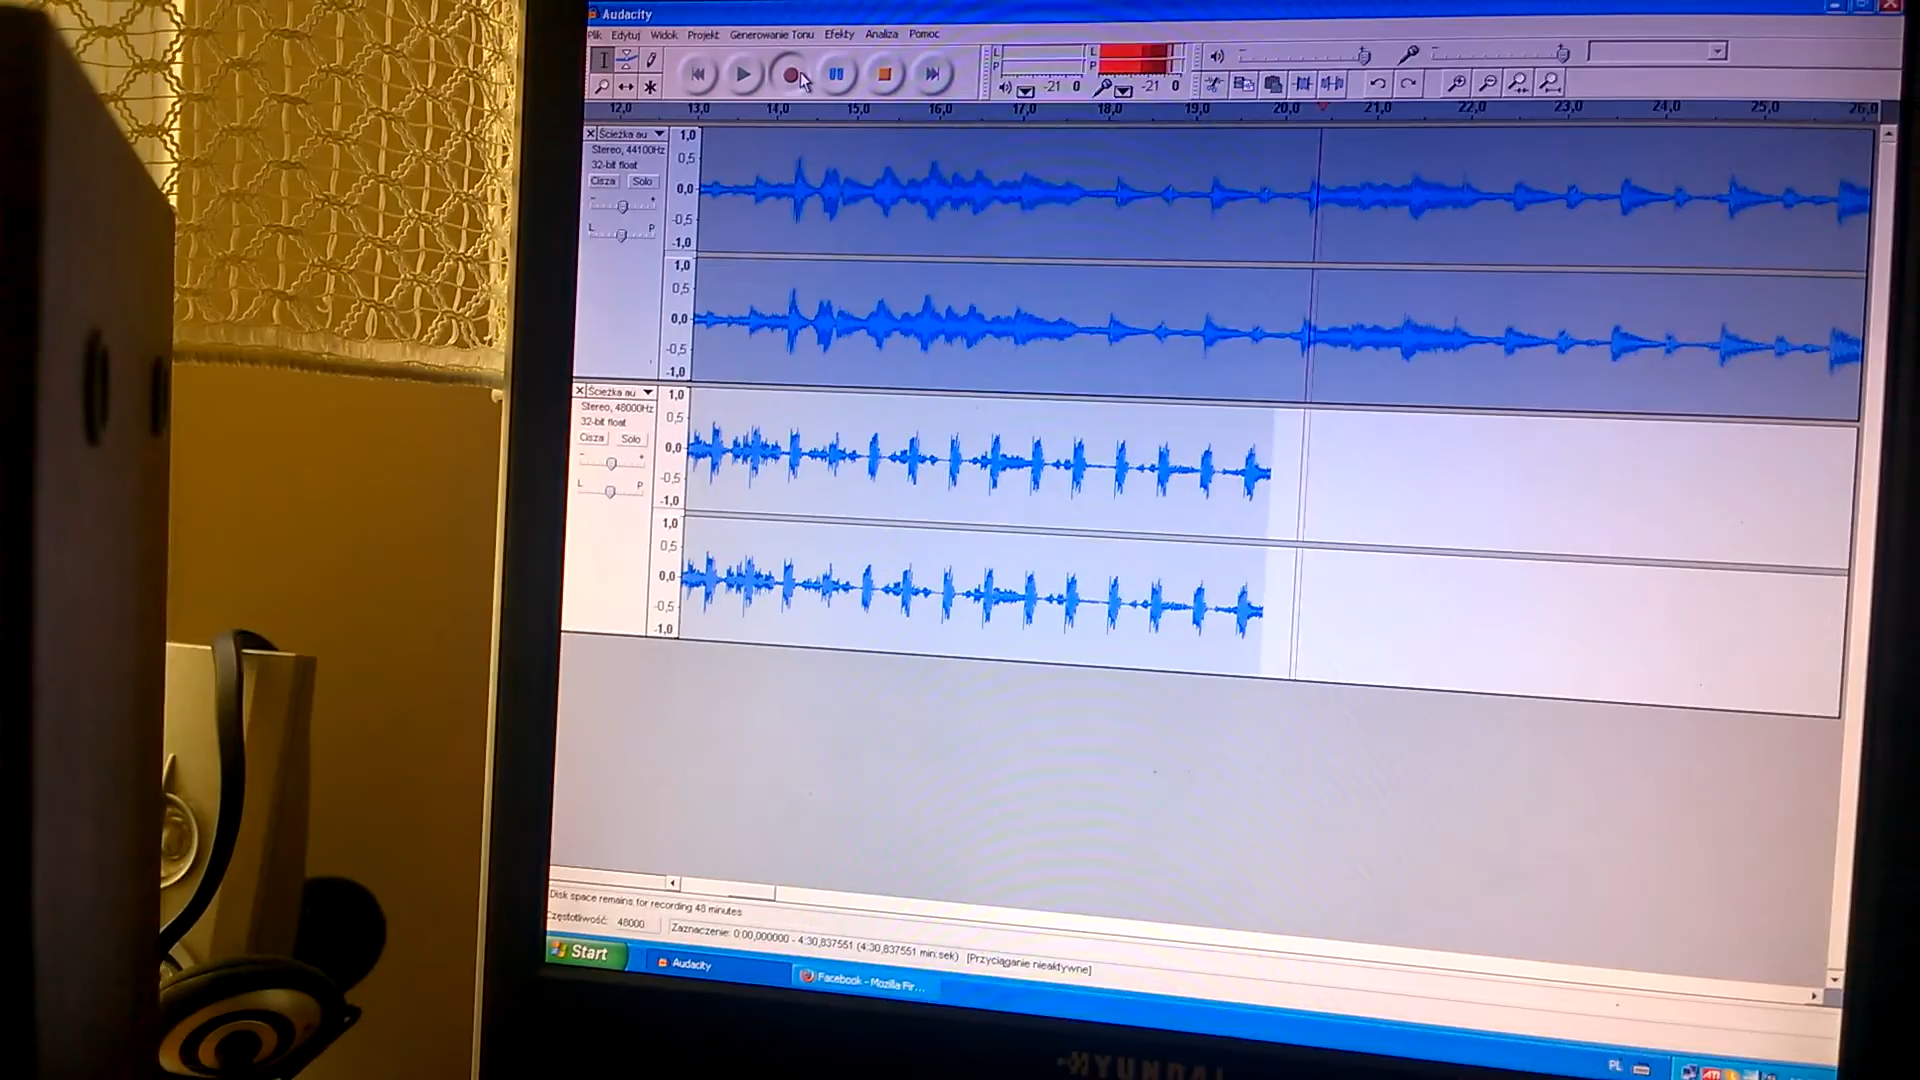 Audacity
Plik Edytuj Widok Projekt Generowanie Tonu Efekty Analiza Pomoc
L
P
-21 0
L
P
-21 0
12,0 13,0 14,0 15,0 16,0 17,0 18,0 19,0 20,0 21,0 22,0 23,0 24,0 25,0 26,0
Ścieżka au
Stereo, 44100Hz
32-bit float
Cisza Solo
- +
L P
1,0
0,5
0,0
-0,5
-1,0
1,0
0,5
0,0
-0,5
-1,0
Ścieżka au
Stereo, 48000Hz
32-bit float
Cisza Solo
- +
L P
1,0
0,5
0,0
-0,5
-1,0
1,0
0,5
0,0
-0,5
-1,0
Disk space remains for recording 48 minutes
Częstotliwość: 48000 Zaznaczenie: 0:00,000000 - 4:30,837551 (4:30,837551 min:sek) [Przyciąganie nieaktywne]
Start Audacity Facebook - Mozilla Fir...
PL ATI
HYUNDAI